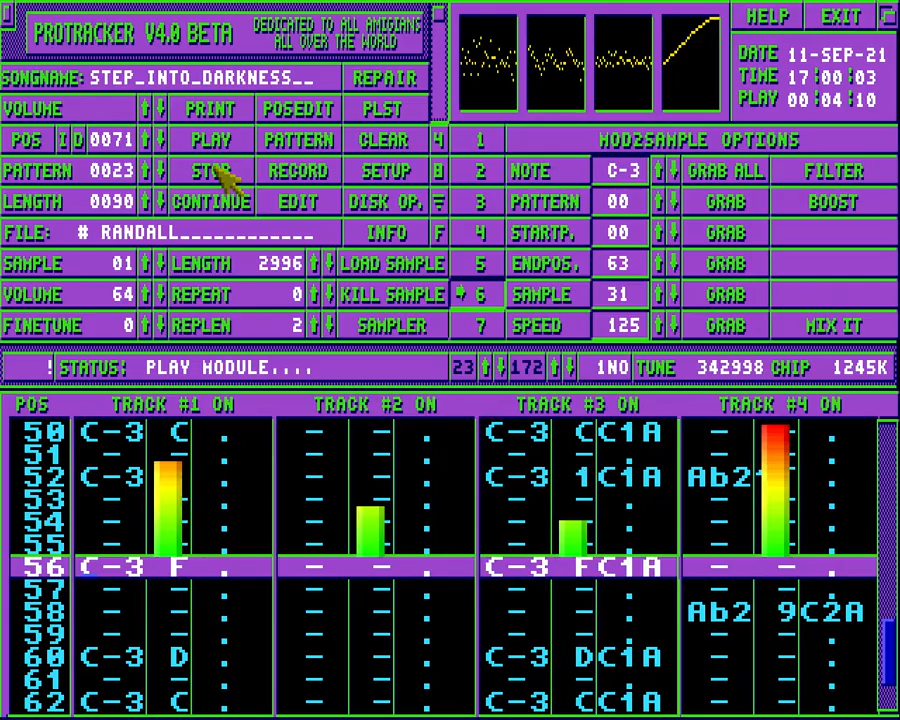 PROTRACKER V4.0 BETA DEDICATED TO ALL AMIGIANS
ALL OVER THE WORLD
HELP EXIT
DATE 11-SEP-21
TIME 17:00:03
PLAY 00:04:10
SONGNAME: STEP_INTO_DARKNESS__ REPAIR
VOLUME PRINT POSEDIT PLST
POS I D 0071 PLAY PATTERN CLEAR 1 MOD2SAMPLE OPTIONS
PATTERN 0023 STOP RECORD SETUP 2 NOTE C-3 GRAB ALL FILTER
LENGTH 0090 CONTINUE EDIT DISK OP. 3 PATTERN 00 GRAB BOOST
FILE: # RANDALL____________ INFO F 4 STARTP. 00 GRAB
SAMPLE 01 LENGTH 2996 LOAD SAMPLE 5 ENDPOS. 63 GRAB
VOLUME 64 REPEAT 0 KILL SAMPLE 6 SAMPLE 31 GRAB
FINETUNE 0 REPLEN 2 SAMPLER 7 SPEED 125 GRAB MIX IT
! STATUS: PLAY MODULE.... 23 172 1NO TUNE 342998 CHIP 1245K
POS TRACK #1 ON TRACK #2 ON TRACK #3 ON TRACK #4 ON
50 C-3 C . - - . C-3 CC1A - - .
51 - - . - - . - - . - - .
52 C-3 . - - . C-3 1C1A Ab2 .
53 - - . - - . - - . - - .
54 - . - - . - - . - .
55 - . - . - . - .
56 C-3 F . - - . C-3 FC1A - - .
57 - - . - - . - - . - - .
58 - - . - - . - - . Ab2 9C2A
59 - - . - - . - - . - - .
60 C-3 D . - - . C-3 DC1A - - .
61 - - . - - . - - . - - .
62 C-3 C . - - . C-3 CC1A - - .